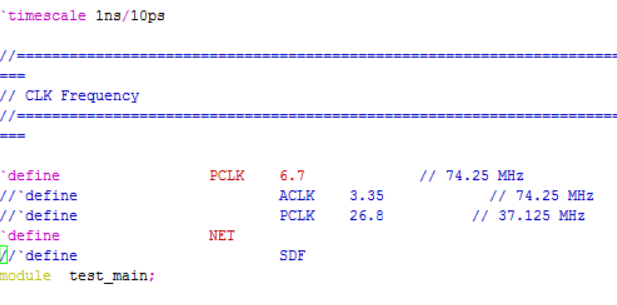 `timescale 1ns/10ps
//=====================================================================
===
// CLK Frequency
//=====================================================================
===
`define PCLK 6.7 // 74.25 MHz
//`define ACLK 3.35 // 74.25 MHz
//`define PCLK 26.8 // 37.125 MHz
`define NET
//`define SDF
module test_main;